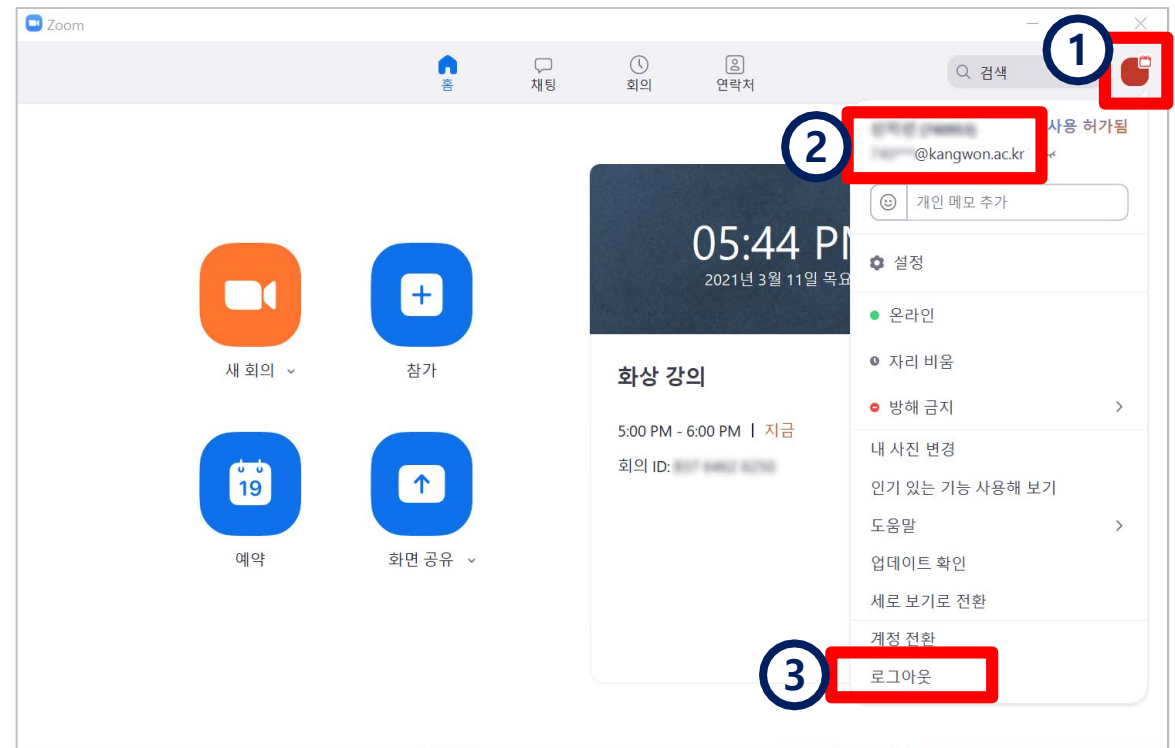 Zoom
홈
채팅
회의
연락처
검색
1
2
사용 허가됨
@kangwon.ac.kr
개인 메모 추가
05:44 PM
2021년 3월 11일 목요
설정
온라인
자리 비움
방해 금지
새 회의
참가
화상 강의
5:00 PM - 6:00 PM | 지금
회의 ID:
내 사진 변경
인기 있는 기능 사용해 보기
도움말
업데이트 확인
세로 보기로 전환
19
예약
화면 공유
계정 전환
3
로그아웃